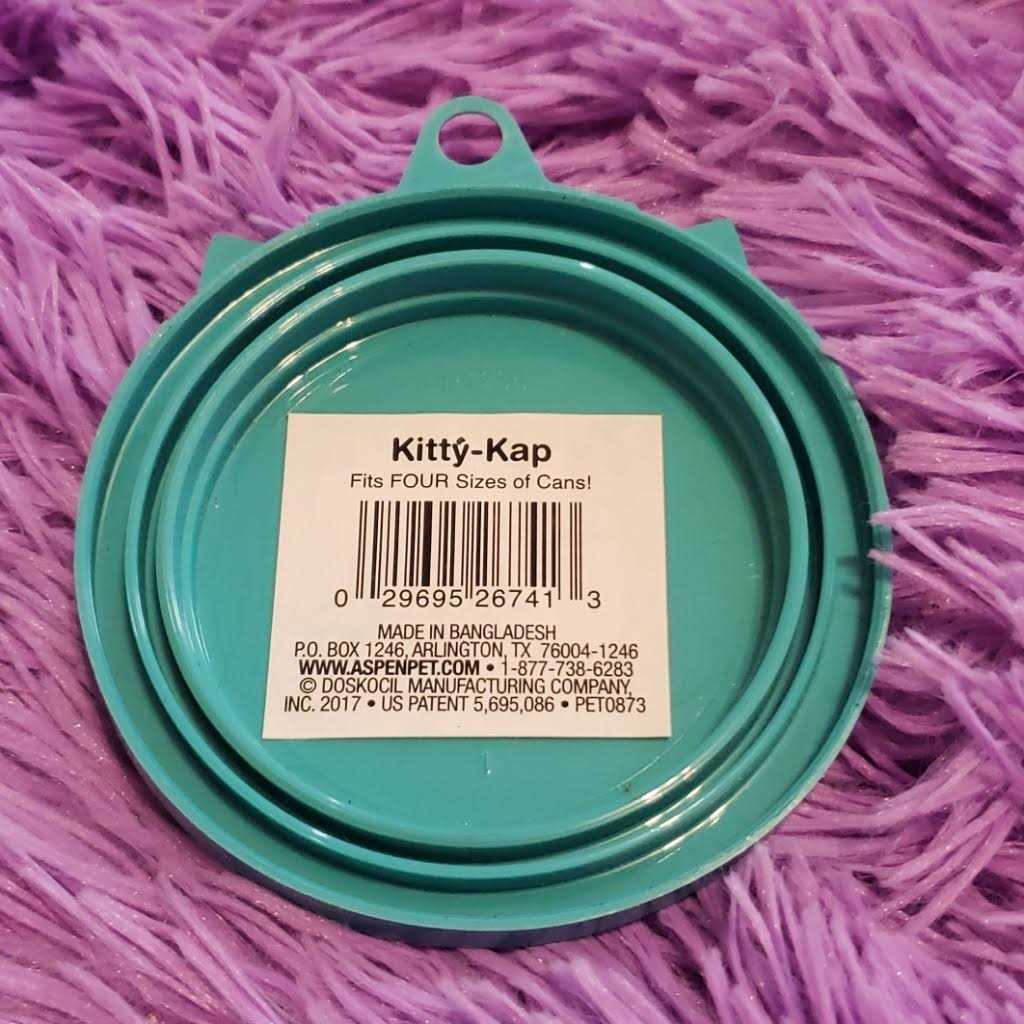 Kitty-Kap
Fits FOUR Sizes of Cans!
0 29695 26741 3
MADE IN BANGLADESH
P.O. BOX 1246, ARLINGTON, TX 76004-1246
WWW.ASPENPET.COM • 1-877-738-6283
© DOSKOCIL MANUFACTURING COMPANY,
INC. 2017 • US PATENT 5,695,086 • PET0873